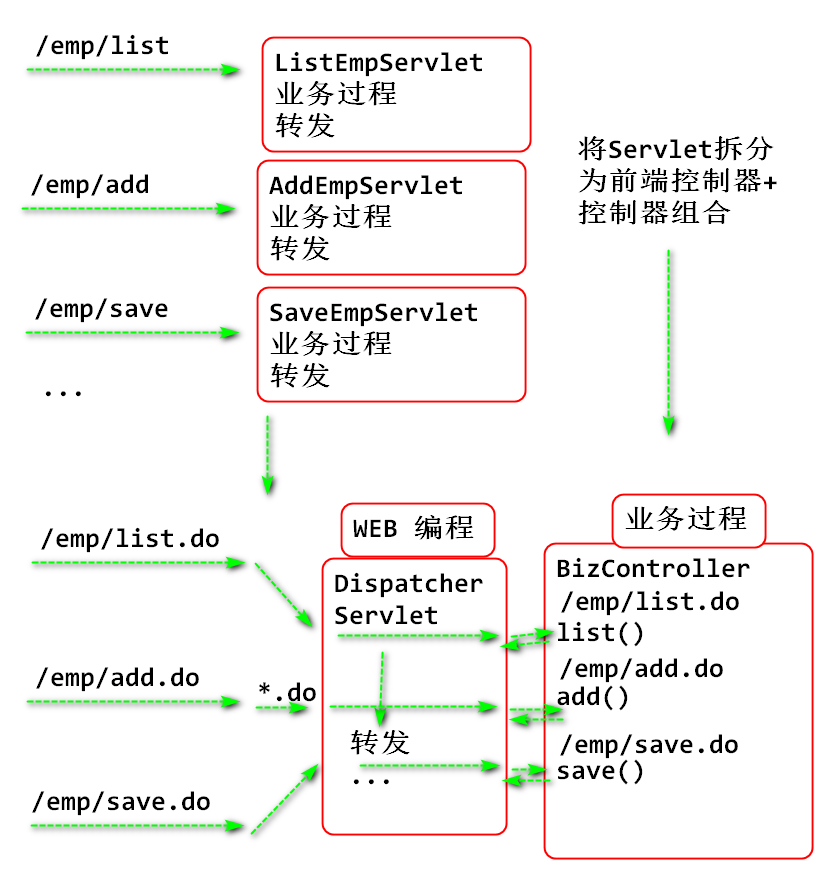 /emp/list
ListEmpServlet
业务过程
转发
/emp/add
AddEmpServlet
业务过程
转发
将Servlet拆分
为前端控制器+
控制器组合
/emp/save
SaveEmpServlet
业务过程
转发
...
/emp/list.do
WEB 编程
Dispatcher
Servlet
业务过程
BizController
/emp/list.do
list()
/emp/add.do
*.do
/emp/add.do
add()
转发
...
/emp/save.do
save()
/emp/save.do